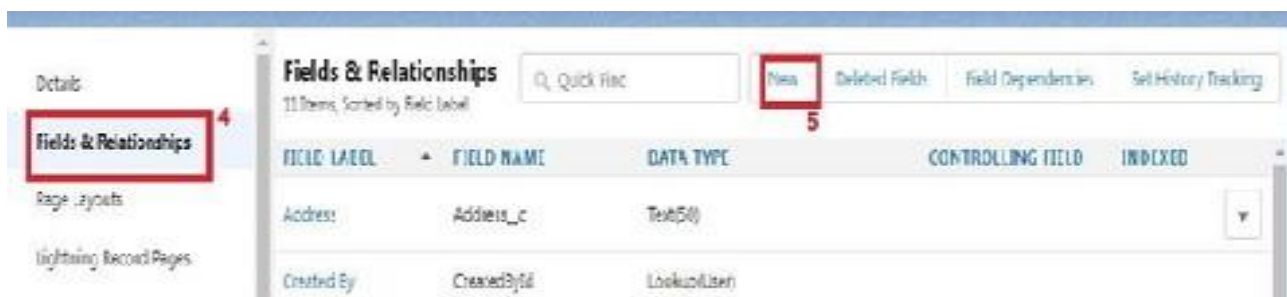 Details
Fields & Relationships
4
Page Layouts
Lightning Record Pages
Fields & Relationships
11 Items, Sorted by Field Label
Quick Find
New
Deleted Fields
Field Dependencies
Set History Tracking
5
FIELD LABEL FIELD NAME DATA TYPE CONTROLLING FIELD INDEXED
Address Address_c Text(50)
Created By CreatedById Lookup(User)